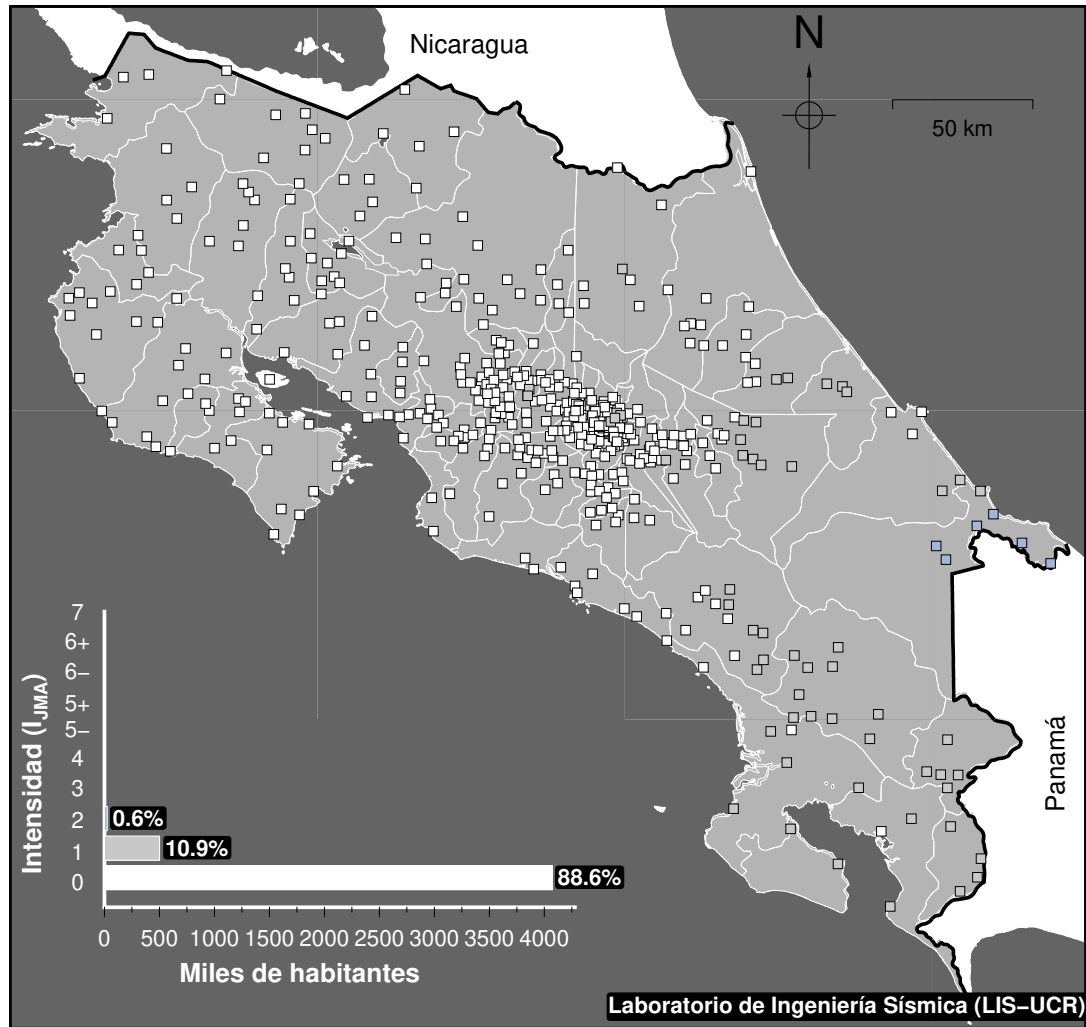 Nicaragua
N
50 km
Panamá
Intensidad (I_JMA)
7
6+
6−
5+
5−
4
3
2
1
0
0.6%
10.9%
88.6%
0 500 1000 1500 2000 2500 3000 3500 4000
Miles de habitantes
Laboratorio de Ingeniería Sísmica (LIS−UCR)